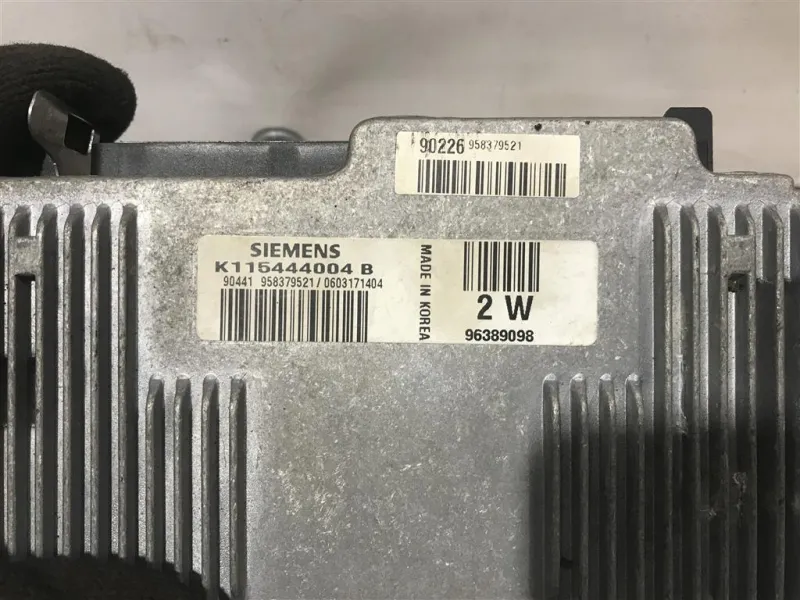 90226 958379521
SIEMENS
K115444004 B
90441 958379521 / 0603171404
MADE IN KOREA
2 W
96389098